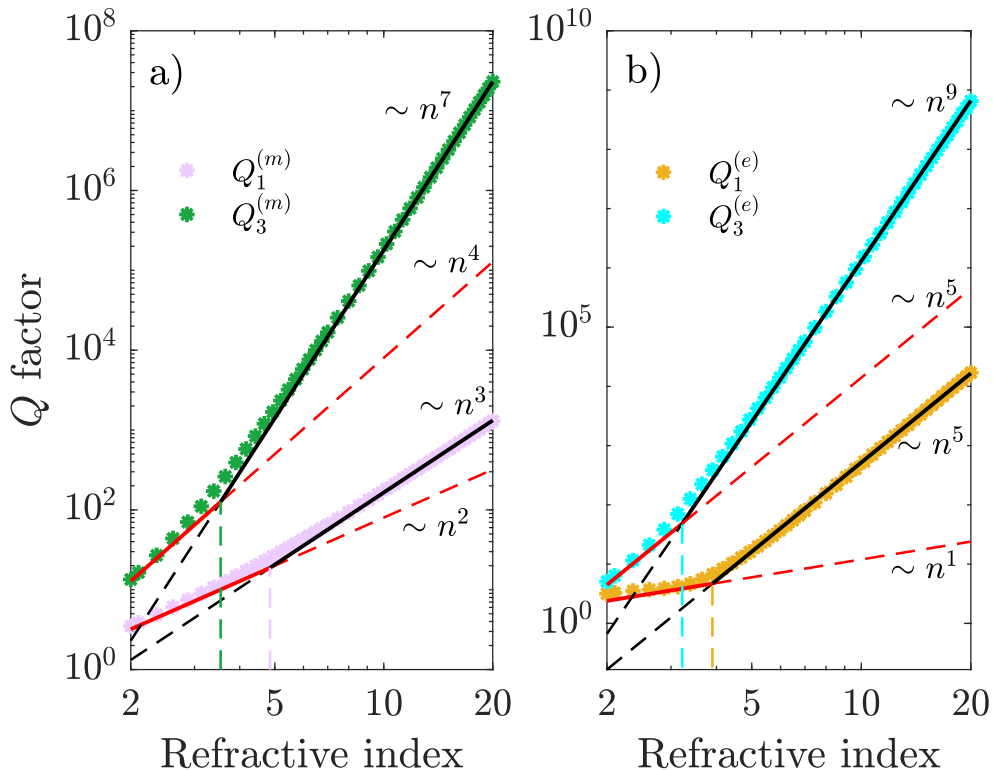 a)
10^8
10^6
10^4
10^2
10^0
Q factor
Q_1^{(m)}
Q_3^{(m)}
~ n^7
~ n^4
~ n^3
~ n^2
2
5
10
20
Refractive index
b)
10^{10}
10^5
10^0
Q_1^{(e)}
Q_3^{(e)}
~ n^9
~ n^5
~ n^5
~ n^1
2
5
10
20
Refractive index